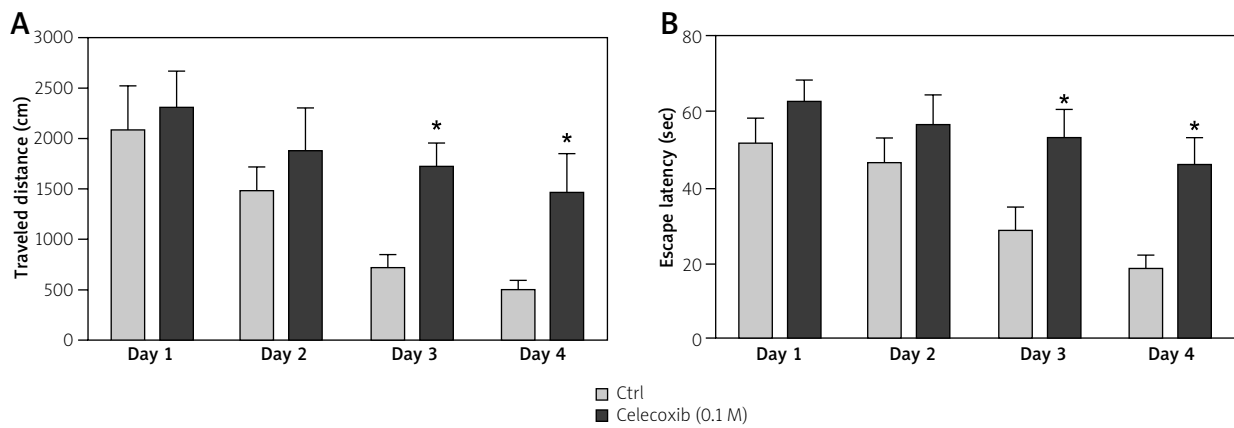 A
Traveled distance (cm)
3000
2500
2000
1500
1000
500
0
*
*
Day 1 Day 2 Day 3 Day 4
B
Escape latency (sec)
80
60
40
20
0
*
*
Day 1 Day 2 Day 3 Day 4
Ctrl
Celecoxib (0.1 M)